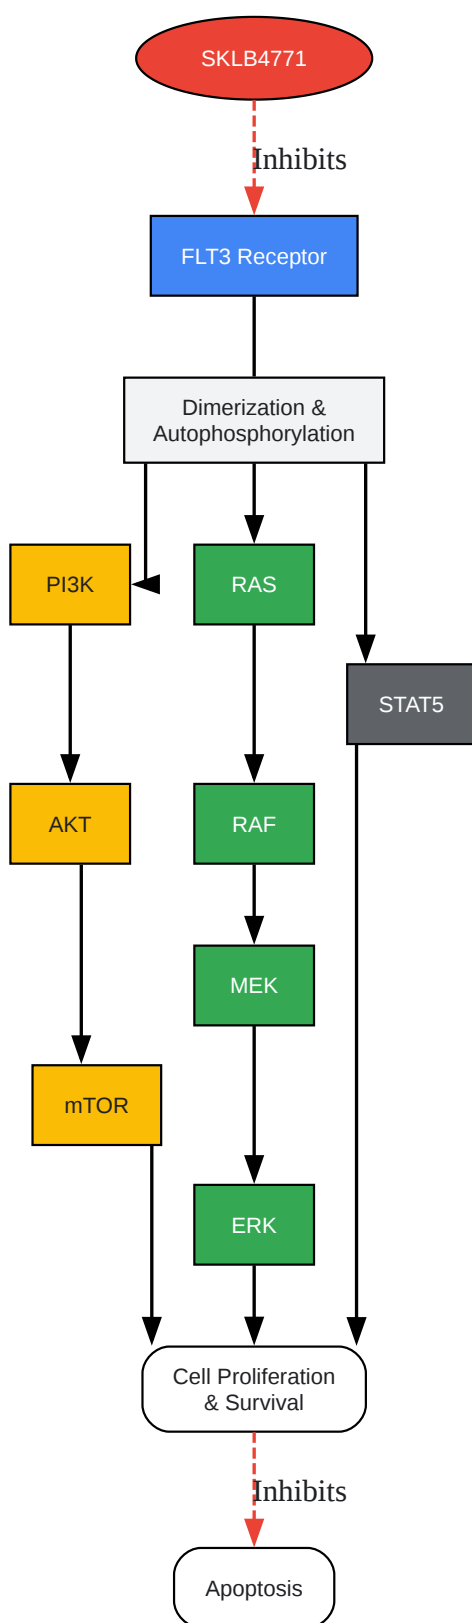 SKLB4771
Inhibits
FLT3 Receptor
Dimerization &
Autophosphorylation
PI3K
RAS
STAT5
AKT
RAF
MEK
mTOR
ERK
Cell Proliferation
& Survival
Inhibits
Apoptosis